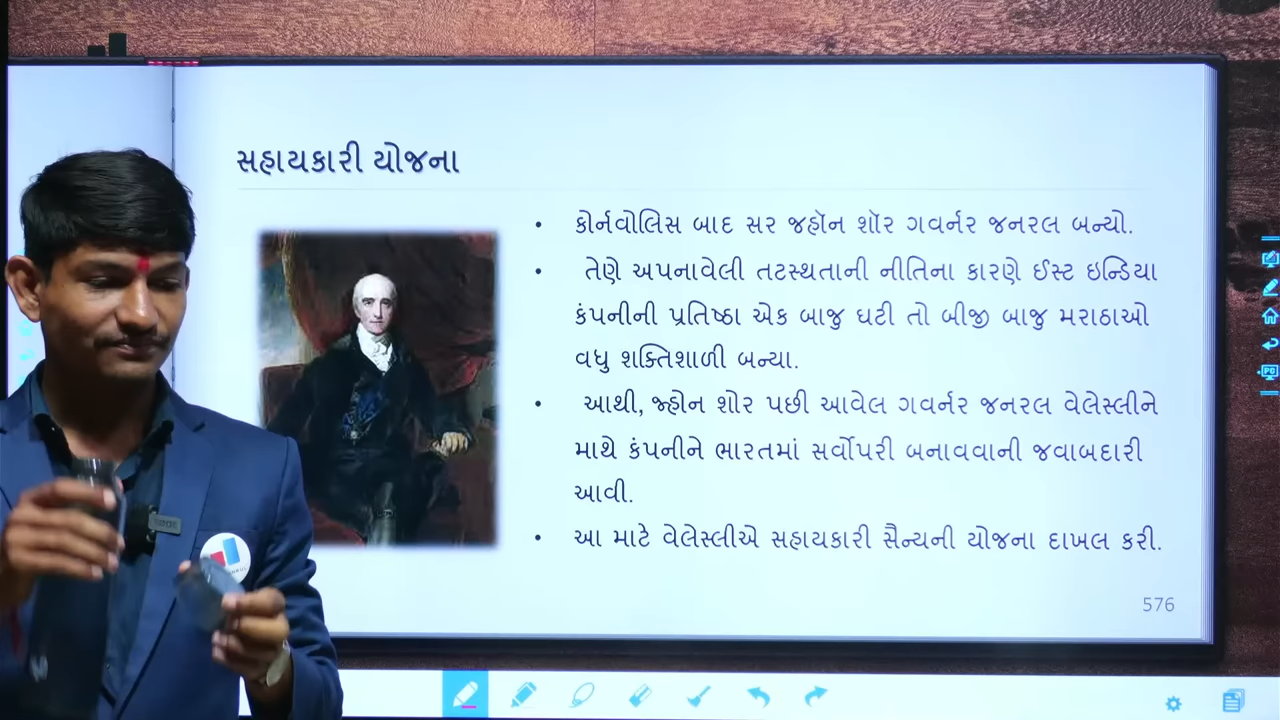 સહાયકારી યોજના
• કોર્નવોલિસ બાદ સર જહૉન શૉર ગવર્નર જનરલ બન્યો.
• તેણે અપનાવેલી તટસ્થતાની નીતિના કારણે ઈસ્ટ ઇન્ડિયા
કંપનીની પ્રતિષ્ઠા એક બાજુ ઘટી તો બીજી બાજુ મરાઠાઓ
વધુ શક્તિશાળી બન્યા.
• આથી, જ્હોન શોર પછી આવેલ ગવર્નર જનરલ વેલેસ્લીને
માથે કંપનીને ભારતમાં સર્વોપરી બનાવવાની જવાબદારી
આવી.
• આ માટે વેલેસ્લીએ સહાયકારી સૈન્યની યોજના દાખલ કરી.
576